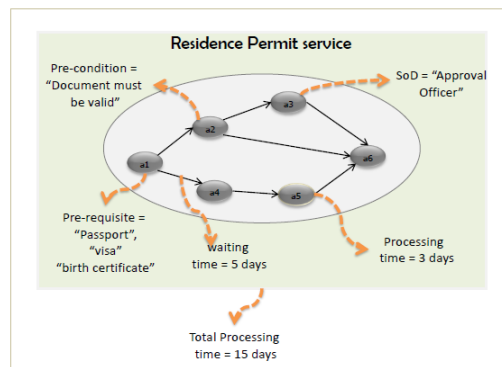 Residence Permit service
Pre-condition =
“Document must
be valid”
SoD = “Approval
Officer”
a3
a2
a6
a1
a4
a5
Pre-requisite =
“Passport”,
“visa”
“birth certificate”
waiting
time = 5 days
Processing
time = 3 days
Total Processing
time = 15 days